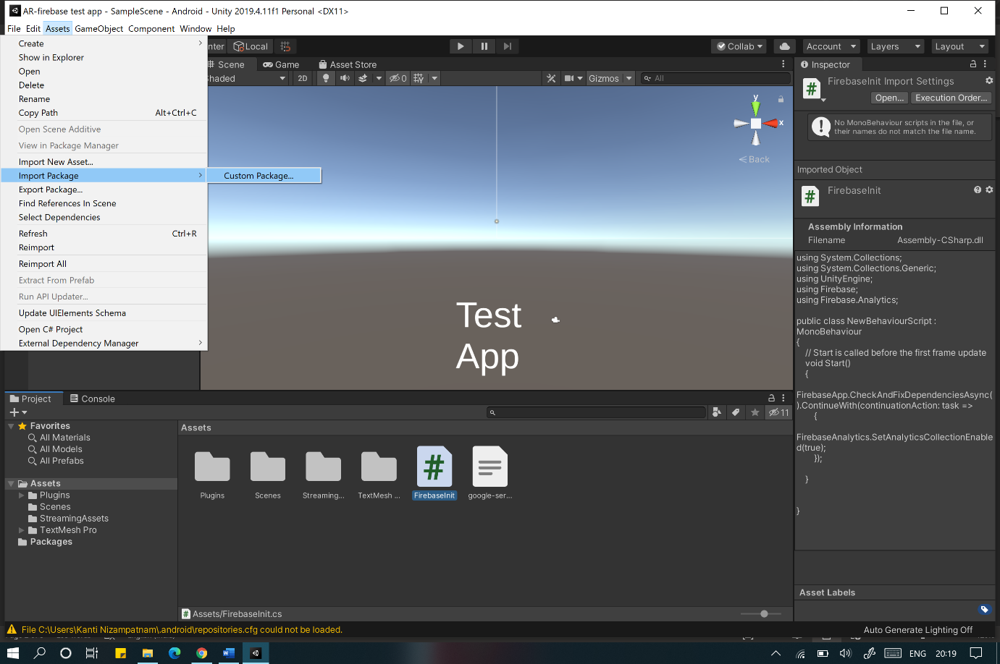 AR-firebase test app - SampleScene - Android - Unity 2019.4.11f1 Personal <DX11>
File Edit Assets GameObject Component Window Help
Create
Show in Explorer
Open
Delete
Rename
Copy Path Alt+Ctrl+C
Open Scene Additive
View in Package Manager
Import New Asset...
Import Package
Custom Package...
Export Package...
Find References In Scene
Select Dependencies
Refresh Ctrl+R
Reimport
Reimport All
Extract From Prefab
Run API Updater...
Update UIElements Schema
Open C# Project
External Dependency Manager
nter Local
Collab Account Layers Layout
# Scene Game Asset Store
haded 2D 0 Gizmos All
y
x
Back
Test
App
Inspector
FirebaseInit Import Settings
Open... Execution Order...
No MonoBehaviour scripts in the file, or
their names do not match the file name.
Imported Object
FirebaseInit
Assembly Information
Filename Assembly-CSharp.dll
using System.Collections;
using System.Collections.Generic;
using UnityEngine;
using Firebase;
using Firebase.Analytics;
public class NewBehaviourScript :
MonoBehaviour
{
// Start is called before the first frame update
void Start()
{
FirebaseApp.CheckAndFixDependenciesAsync(
).ContinueWith(continuationAction: task =>
{
FirebaseAnalytics.SetAnalyticsCollectionEnable
d(true);
});
}
}
Asset Labels
Project Console
11
Favorites
All Materials
All Models
All Prefabs
Assets
Plugins
Scenes
StreamingAssets
TextMesh Pro
Packages
Assets
Plugins Scenes Streaming... TextMesh ... FirebaseInit google-ser...
Assets/FirebaseInit.cs
File C:\Users\Kanti Nizampatnam\.android\repositories.cfg could not be loaded.
Auto Generate Lighting Off
ENG 20:19